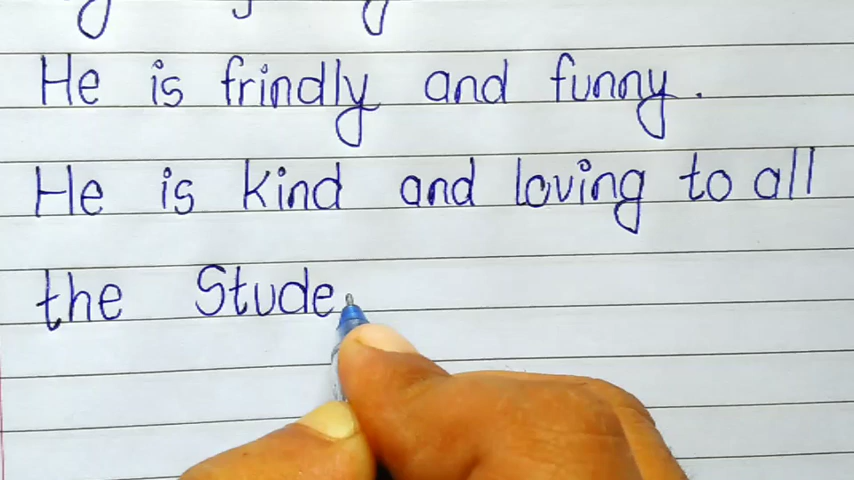 He is frindly and funny.
He is kind and loving to all
the Stude